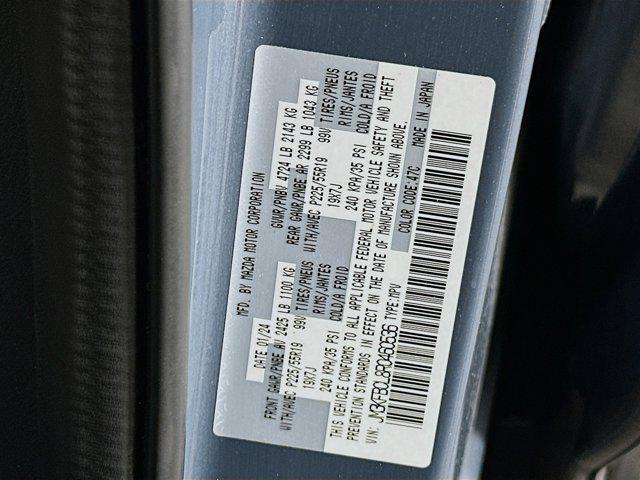 MFD. BY MAZDA MOTOR CORPORATION
DATE 01/24 GVWR/PNBV 4724 LB 2143 KG
FRONT GAWR/PNBE AV 2425 LB 1100 KG REAR GAWR/PNBE AR 2299 LB 1043 KG
WITH/AVEC P225/55R19 99V TIRES/PNEUS WITH/AVEC P225/55R19 99V TIRES/PNEUS
19X7J RIMS/JANTES 19X7J RIMS/JANTES
240 KPA/35 PSI COLD/A FROID 240 KPA/35 PSI COLD/A FROID
THIS VEHICLE CONFORMS TO ALL APPLICABLE FEDERAL MOTOR VEHICLE SAFETY AND THEFT
PREVENTION STANDARDS IN EFFECT ON THE DATE OF MANUFACTURE SHOWN ABOVE.
TYPE:MPV COLOR CODE:47C MADE IN JAPAN